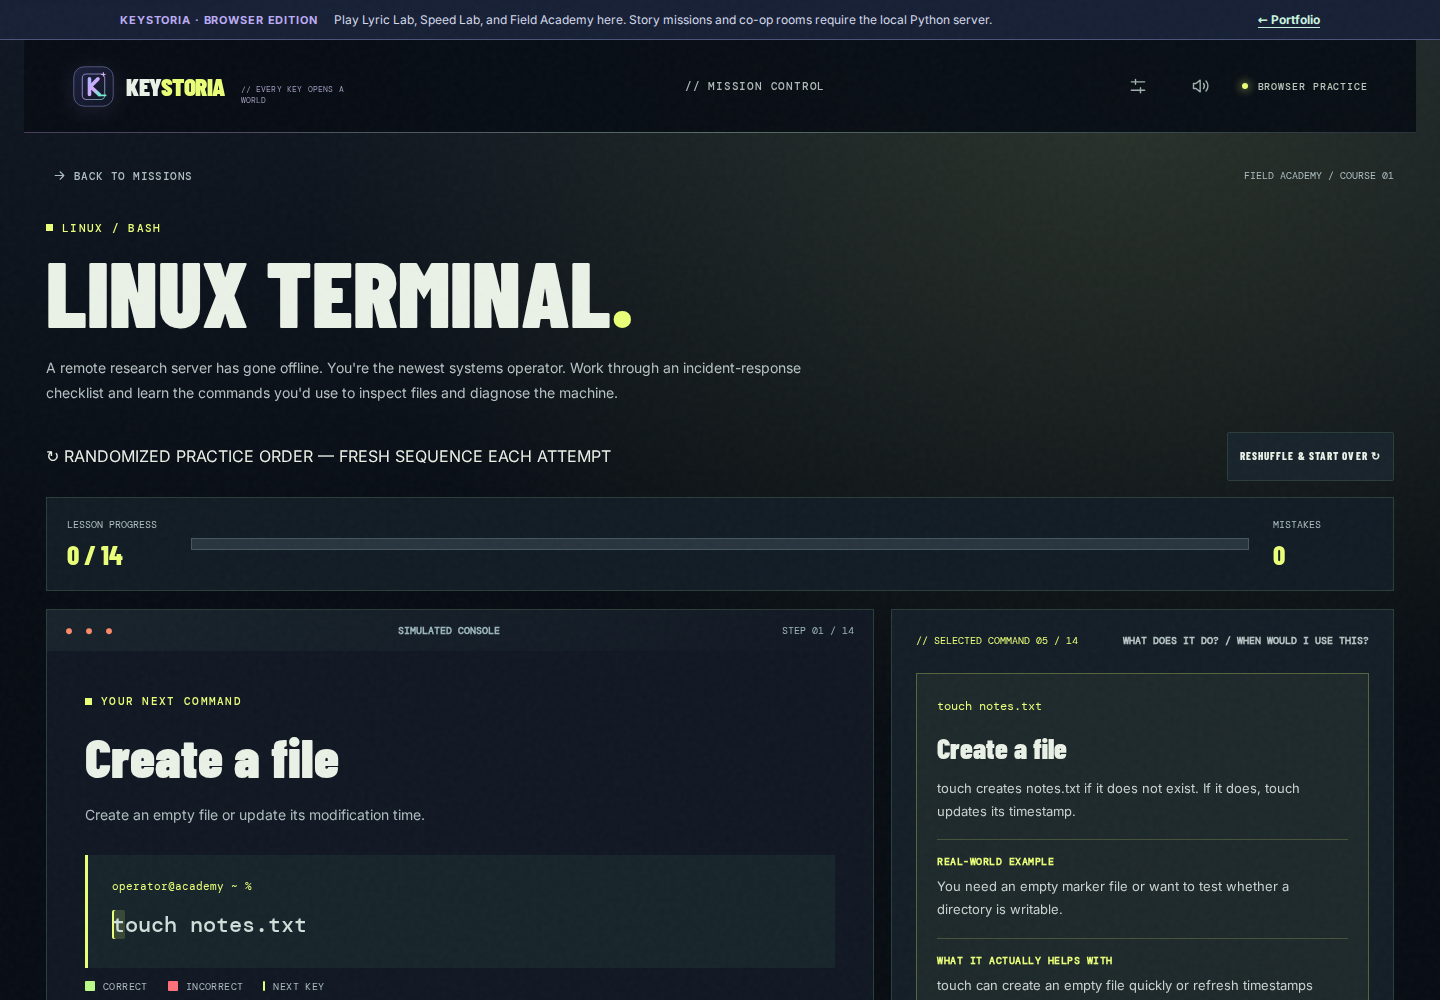 KEYSTORIA · BROWSER EDITION Play Lyric Lab, Speed Lab, and Field Academy here. Story missions and co-op rooms require the local Python server. ← Portfolio
KEYSTORIA // EVERY KEY OPENS A WORLD
// MISSION CONTROL
BROWSER PRACTICE
→ BACK TO MISSIONS
FIELD ACADEMY / COURSE 01
LINUX / BASH
LINUX TERMINAL.
A remote research server has gone offline. You're the newest systems operator. Work through an incident-response
checklist and learn the commands you'd use to inspect files and diagnose the machine.
↻ RANDOMIZED PRACTICE ORDER — FRESH SEQUENCE EACH ATTEMPT
RESHUFFLE & START OVER ↻
LESSON PROGRESS
0 / 14
MISTAKES
0
SIMULATED CONSOLE
STEP 01 / 14
YOUR NEXT COMMAND
Create a file
Create an empty file or update its modification time.
operator@academy ~ %
touch notes.txt
CORRECT INCORRECT NEXT KEY
// SELECTED COMMAND 05 / 14
WHAT DOES IT DO? / WHEN WOULD I USE THIS?
touch notes.txt
Create a file
touch creates notes.txt if it does not exist. If it does, touch
updates its timestamp.
REAL-WORLD EXAMPLE
You need an empty marker file or want to test whether a
directory is writable.
WHAT IT ACTUALLY HELPS WITH
touch can create an empty file quickly or refresh timestamps